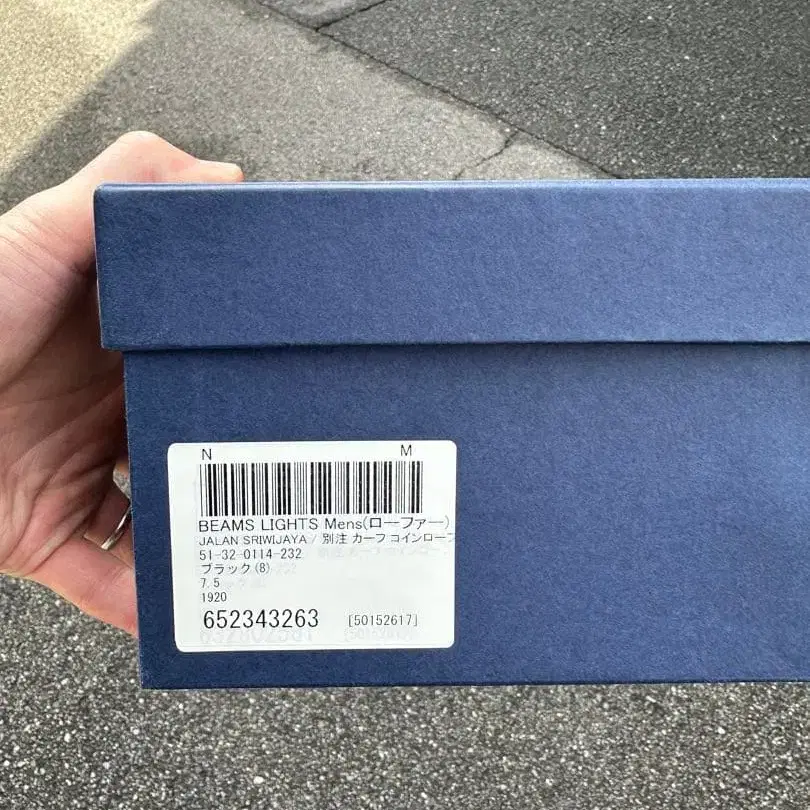 N M
BEAMS LIGHTS Mens(ローファー)
JALAN SRIWIJAYA / 別注 カーフ コインローフ
51-32-0114-232
ブラック(8)
7.5
1920
652343263 [50152617]